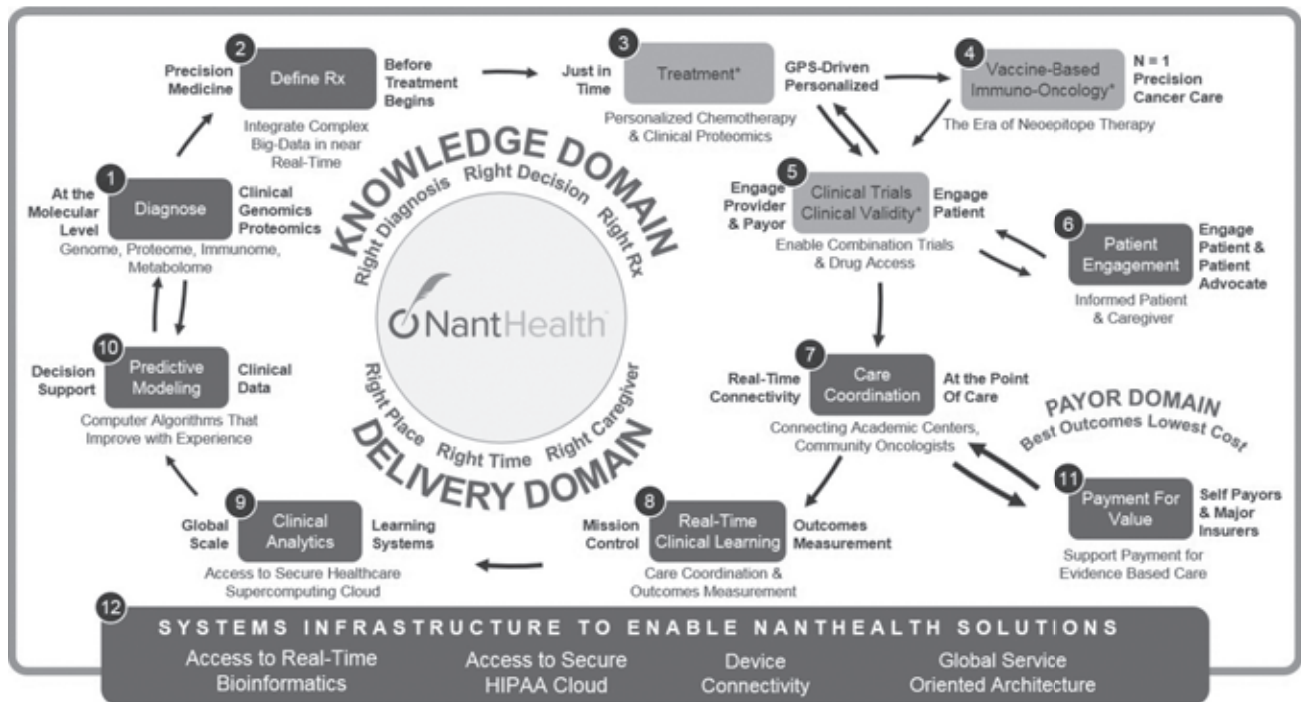 2
Precision
Medicine
Define Rx
Before
Treatment
Begins
Integrate Complex
Big-Data in near
Real-Time
3
Just in
Time
Treatment*
GPS-Driven
Personalized
Personalized Chemotherapy
& Clinical Proteomics
4
Vaccine-Based
Immuno-Oncology*
N = 1
Precision
Cancer Care
The Era of Neoepitope Therapy
1
At the
Molecular
Level
Diagnose
Clinical
Genomics
Proteomics
Genome, Proteome, Immunome,
Metabolome
KNOWLEDGE DOMAIN
Right Diagnosis Right Decision Right Rx
NantHealth
Right Place Right Time Right Caregiver
DELIVERY DOMAIN
5
Engage
Provider
& Payor
Clinical Trials
Clinical Validity*
Engage
Patient
Enable Combination Trials
& Drug Access
6
Patient
Engagement
Engage
Patient &
Patient
Advocate
Informed Patient
& Caregiver
10
Decision
Support
Predictive
Modeling
Clinical
Data
Computer Algorithms That
Improve with Experience
7
Real-Time
Connectivity
Care
Coordination
At the Point
Of Care
Connecting Academic Centers,
Community Oncologists
PAYOR DOMAIN
Best Outcomes Lowest Cost
11
Payment For
Value
Self Payors
& Major
Insurers
Support Payment for
Evidence Based Care
9
Global
Scale
Clinical
Analytics
Learning
Systems
Access to Secure Healthcare
Supercomputing Cloud
8
Mission
Control
Real-Time
Clinical Learning
Outcomes
Measurement
Care Coordination &
Outcomes Measurement
12
SYSTEMS INFRASTRUCTURE TO ENABLE NANTHEALTH SOLUTIONS
Access to Real-Time
Bioinformatics
Access to Secure
HIPAA Cloud
Device
Connectivity
Global Service
Oriented Architecture